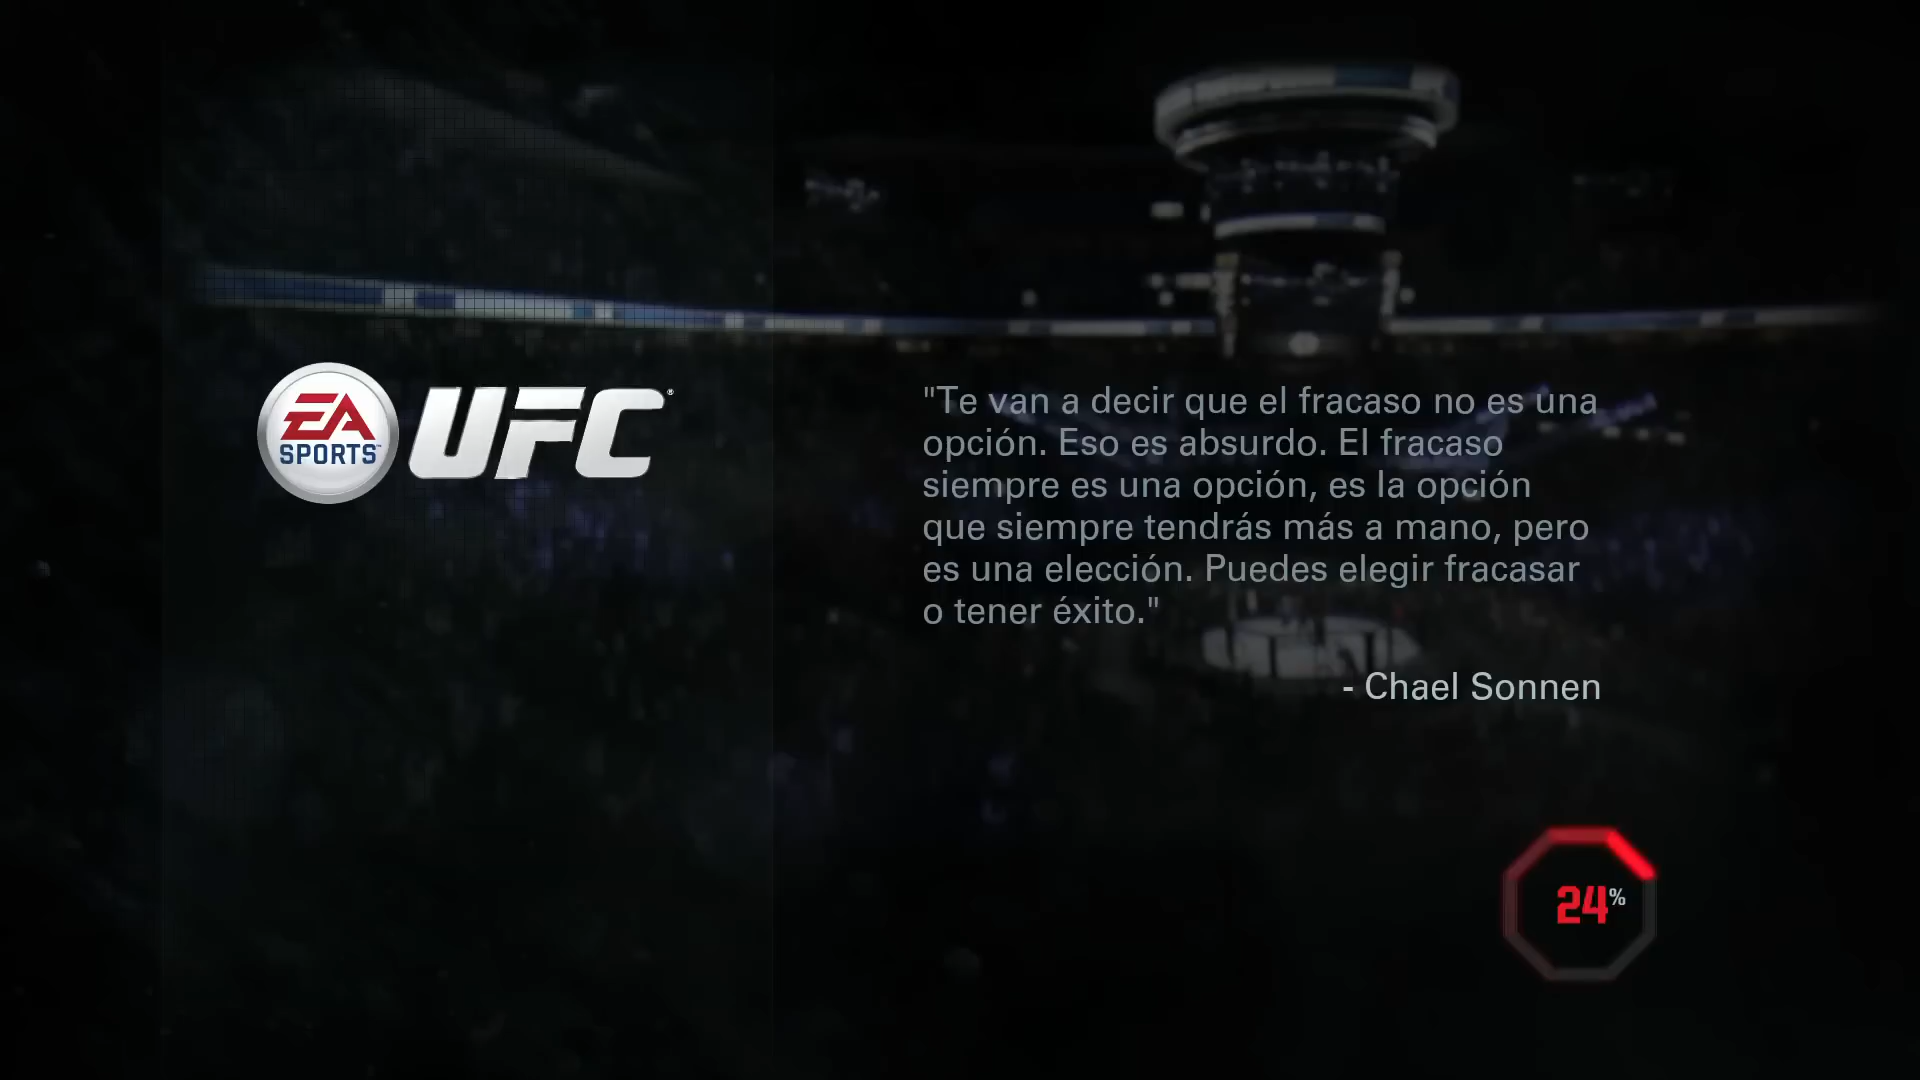 EA
SPORTS™
UFC®
"Te van a decir que el fracaso no es una
opción. Eso es absurdo. El fracaso
siempre es una opción, es la opción
que siempre tendrás más a mano, pero
es una elección. Puedes elegir fracasar
o tener éxito."
- Chael Sonnen
24%